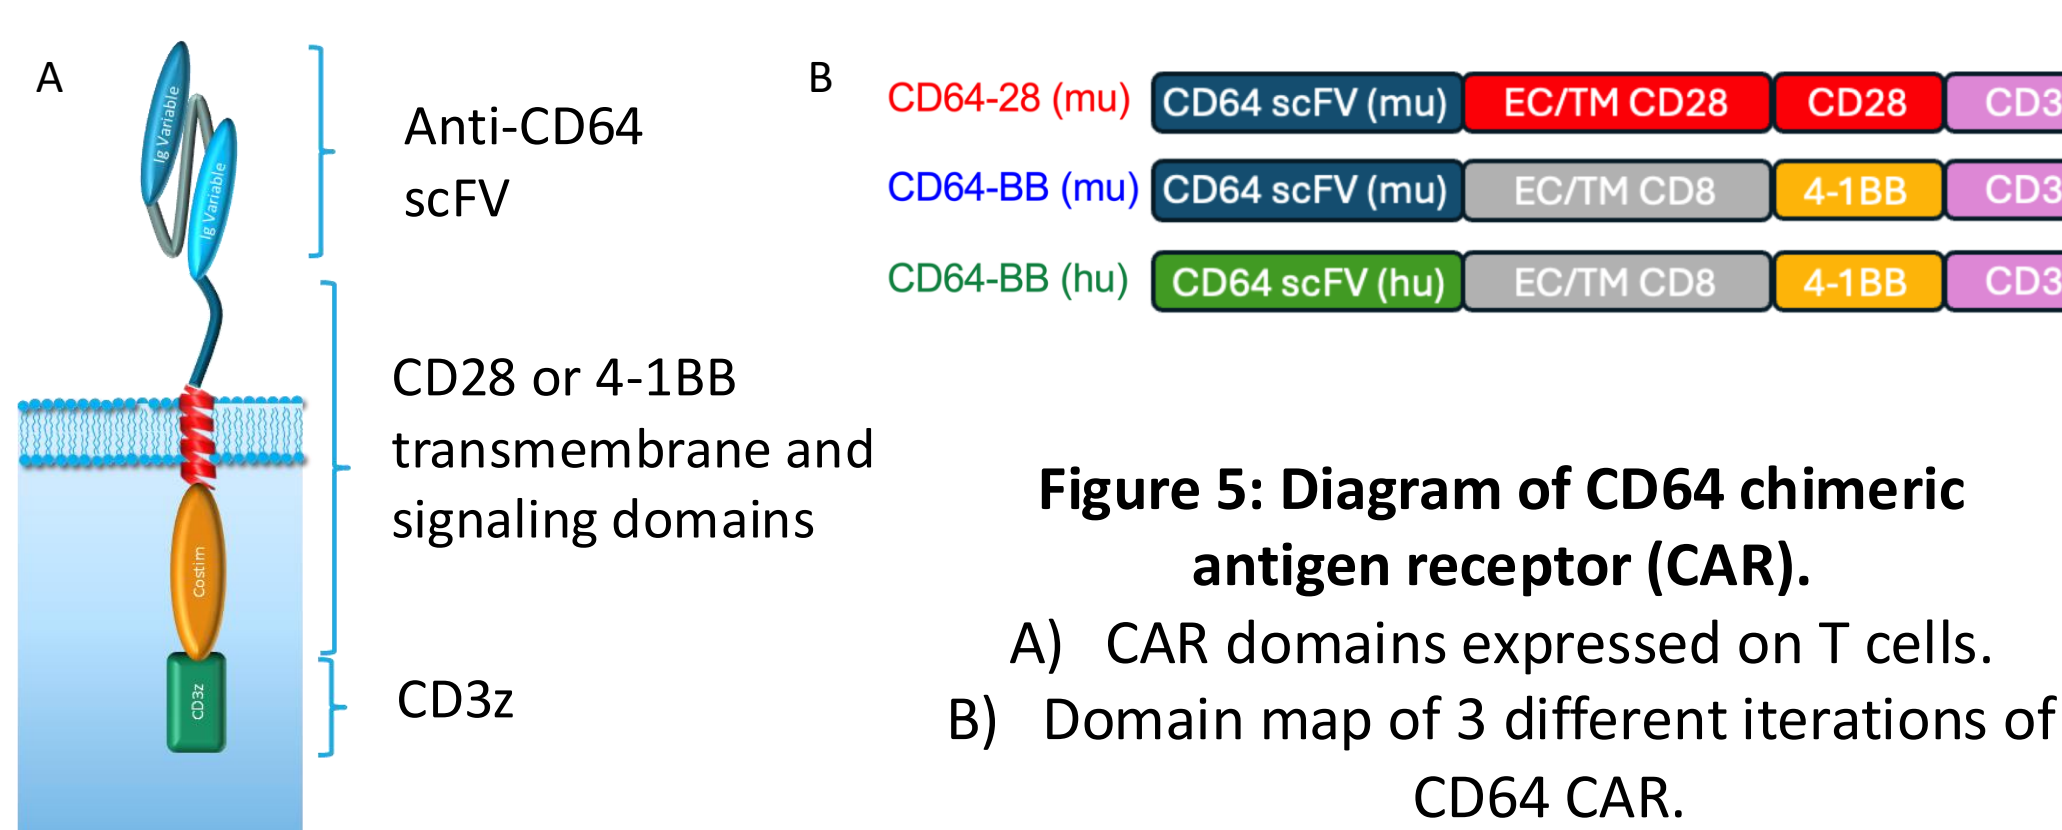 A
Ig Variable
Ig Variable
Anti-CD64
scFV
CD28 or 4-1BB
transmembrane and
signaling domains
Costim
CD3z
CD3z
B
CD64-28 (mu) CD64 scFV (mu) EC/TM CD28 CD28 CD3
CD64-BB (mu) CD64 scFV (mu) EC/TM CD8 4-1BB CD3
CD64-BB (hu) CD64 scFV (hu) EC/TM CD8 4-1BB CD3
Figure 5: Diagram of CD64 chimeric
antigen receptor (CAR).
A) CAR domains expressed on T cells.
B) Domain map of 3 different iterations of
CD64 CAR.